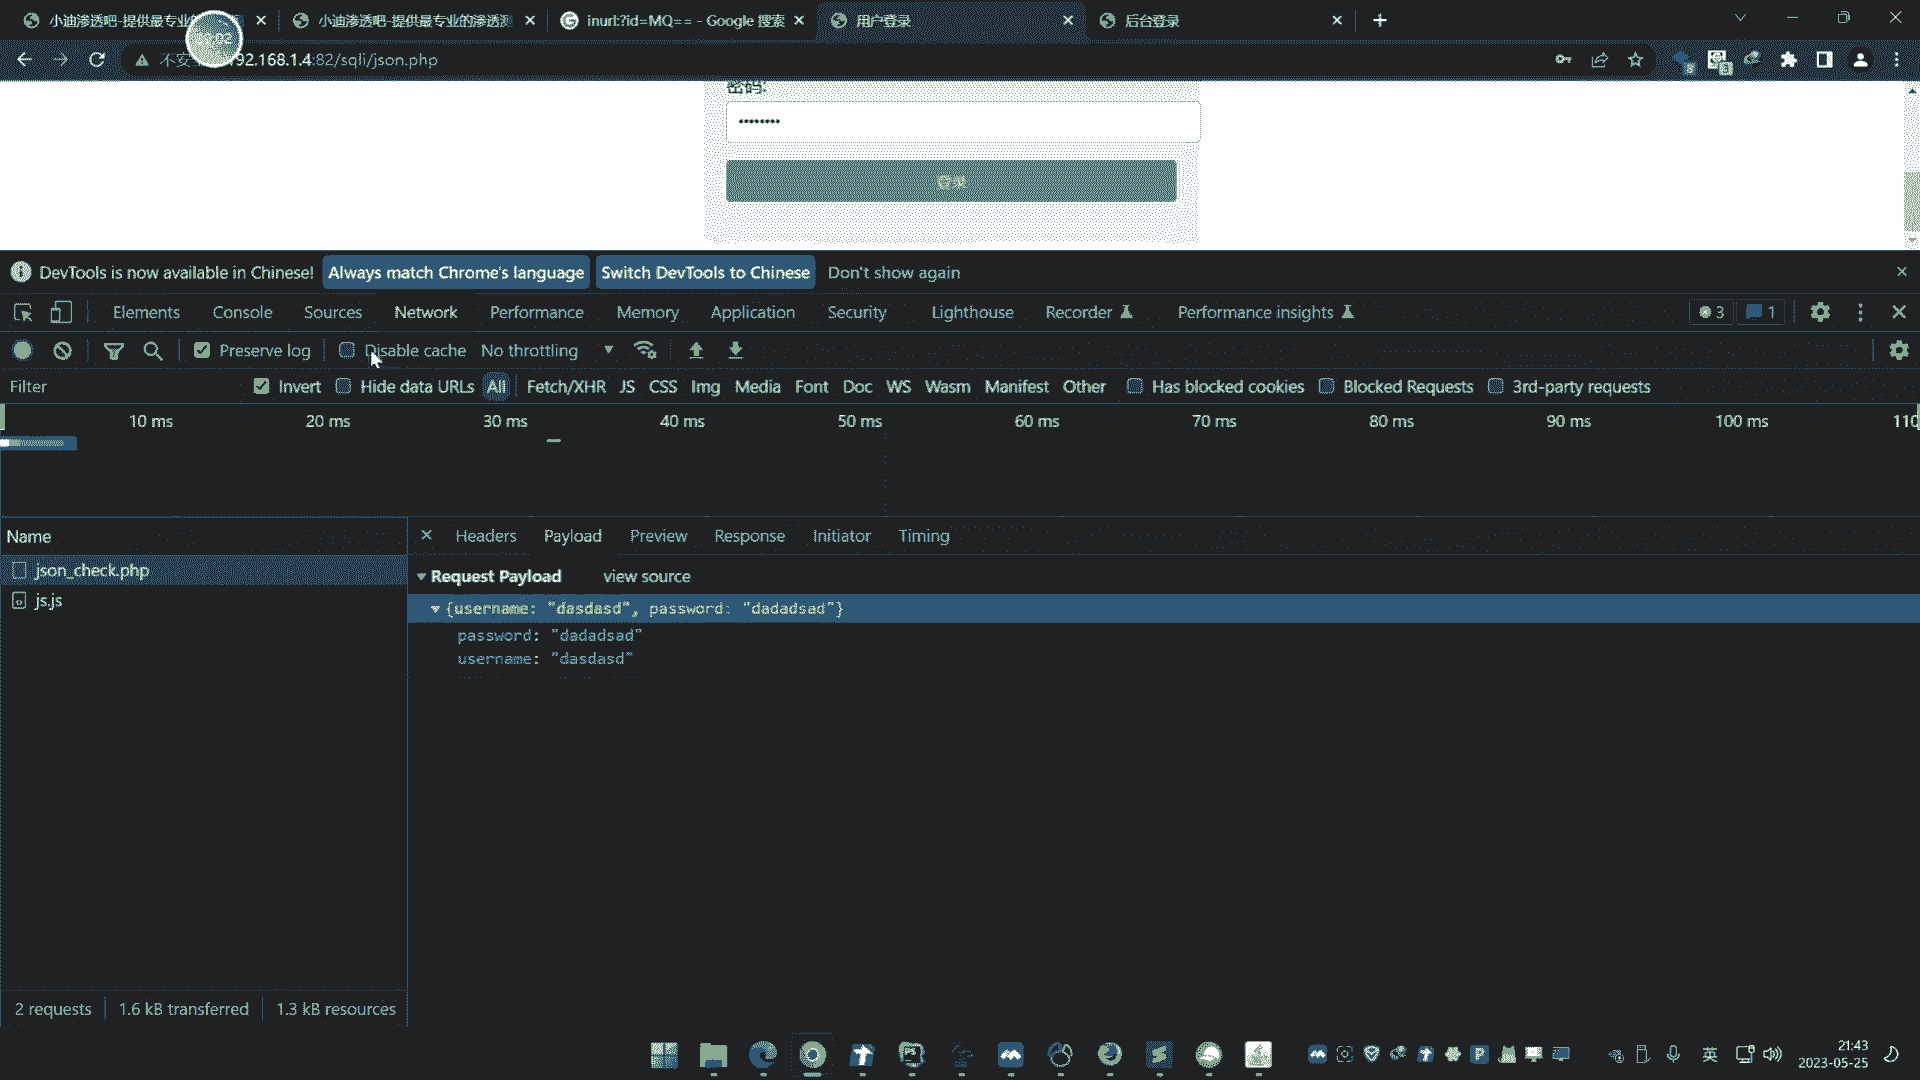 小迪渗透吧-提供最专业的渗
小迪渗透吧-提供最专业的渗透测
inurl:?id=MQ== - Google 搜索
用户登录
后台登录
192.168.1.4:82/sqli/json.php
密码:
••••••••
登录
DevTools is now available in Chinese!
Always match Chrome's language
Switch DevTools to Chinese
Don't show again
Elements
Console
Sources
Network
Performance
Memory
Application
Security
Lighthouse
Recorder
Performance insights
3
1
Preserve log
Disable cache
No throttling
Filter
Invert
Hide data URLs
All
Fetch/XHR
JS
CSS
Img
Media
Font
Doc
WS
Wasm
Manifest
Other
Has blocked cookies
Blocked Requests
3rd-party requests
10 ms
20 ms
30 ms
40 ms
50 ms
60 ms
70 ms
80 ms
90 ms
100 ms
110
Name
Headers
Payload
Preview
Response
Initiator
Timing
json_check.php
js.js
Request Payload
view source
{username: "dasdasd", password: "dadadsad"}
password: "dadadsad"
username: "dasdasd"
2 requests
1.6 kB transferred
1.3 kB resources
英
21:43
2023-05-25